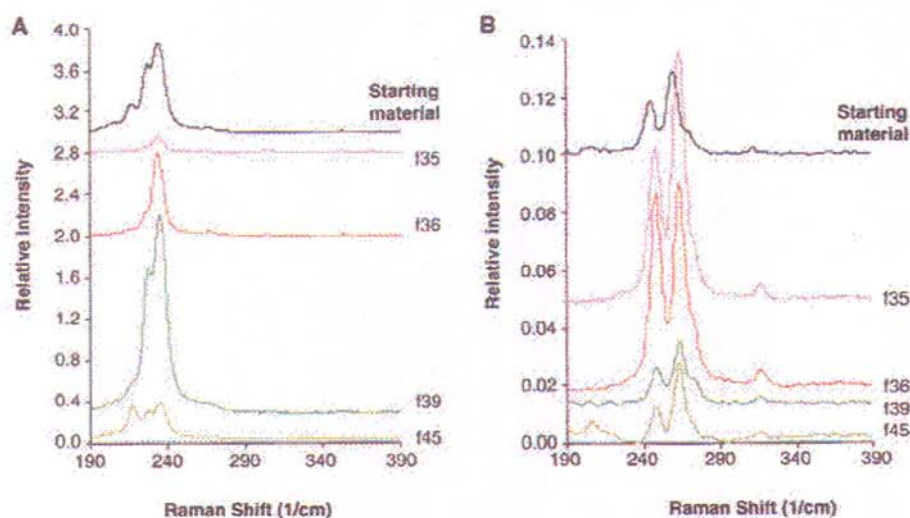 A
Relative intensity
4.0
3.6
3.2
2.8
2.4
2.0
1.6
1.2
0.8
0.4
0.0
190
240
290
340
390
Starting
material
f35
f36
f39
f45
Raman Shift (1/cm)
B
Relative intensity
0.14
0.12
0.10
0.08
0.06
0.04
0.02
0.00
190
240
290
340
390
Starting
material
f35
f36
f39
f45
Raman Shift (1/cm)